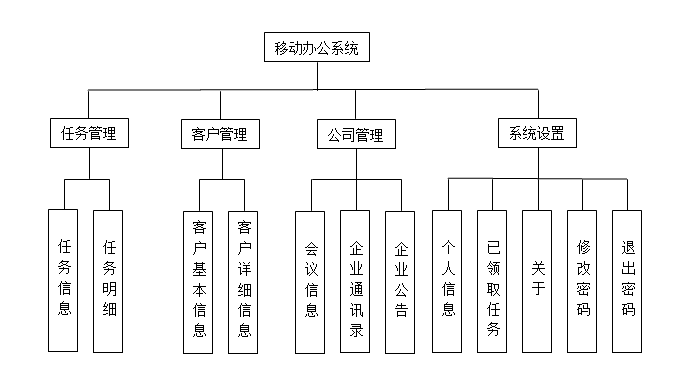 移动办公系统
任务管理
客户管理
公司管理
系统设置
任务信息
任务明细
客户基本信息
客户详细信息
会议信息
企业通讯录
企业公告
个人信息
已领取任务
关于
修改密码
退出密码